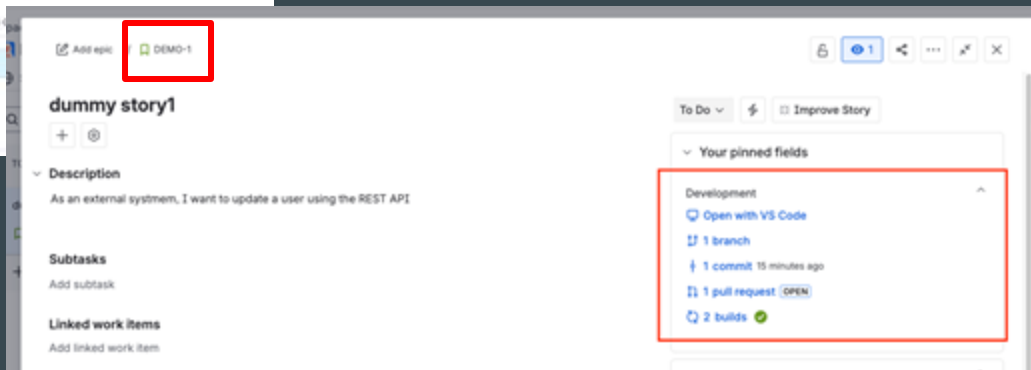 Add epic / DEMO-1
1
dummy story1
To Do
Improve Story
Your pinned fields
Description
As an external systmem, I want to update a user using the REST API
Development
Open with VS Code
1 branch
1 commit 15 minutes ago
1 pull request OPEN
2 builds
Subtasks
Add subtask
Linked work items
Add linked work item